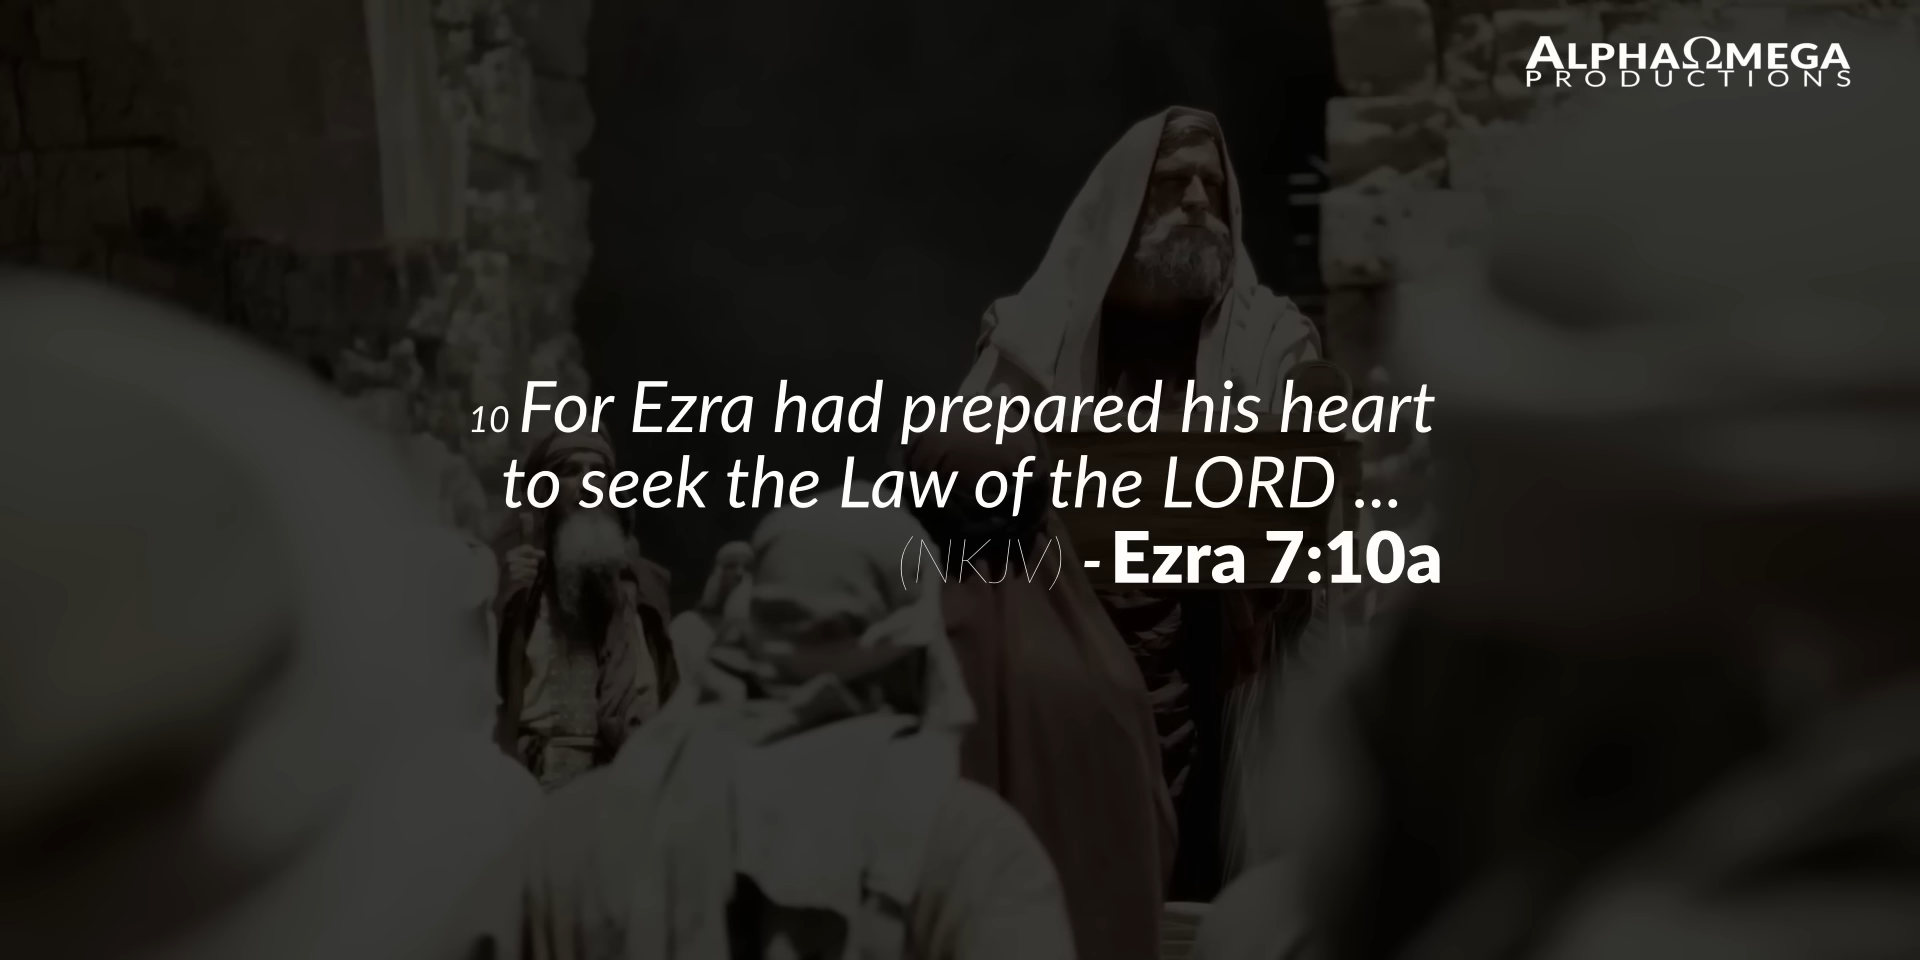 ALPHAΩMEGA
PRODUCTIONS
10 For Ezra had prepared his heart
to seek the Law of the LORD ...
(NKJV) - Ezra 7:10a